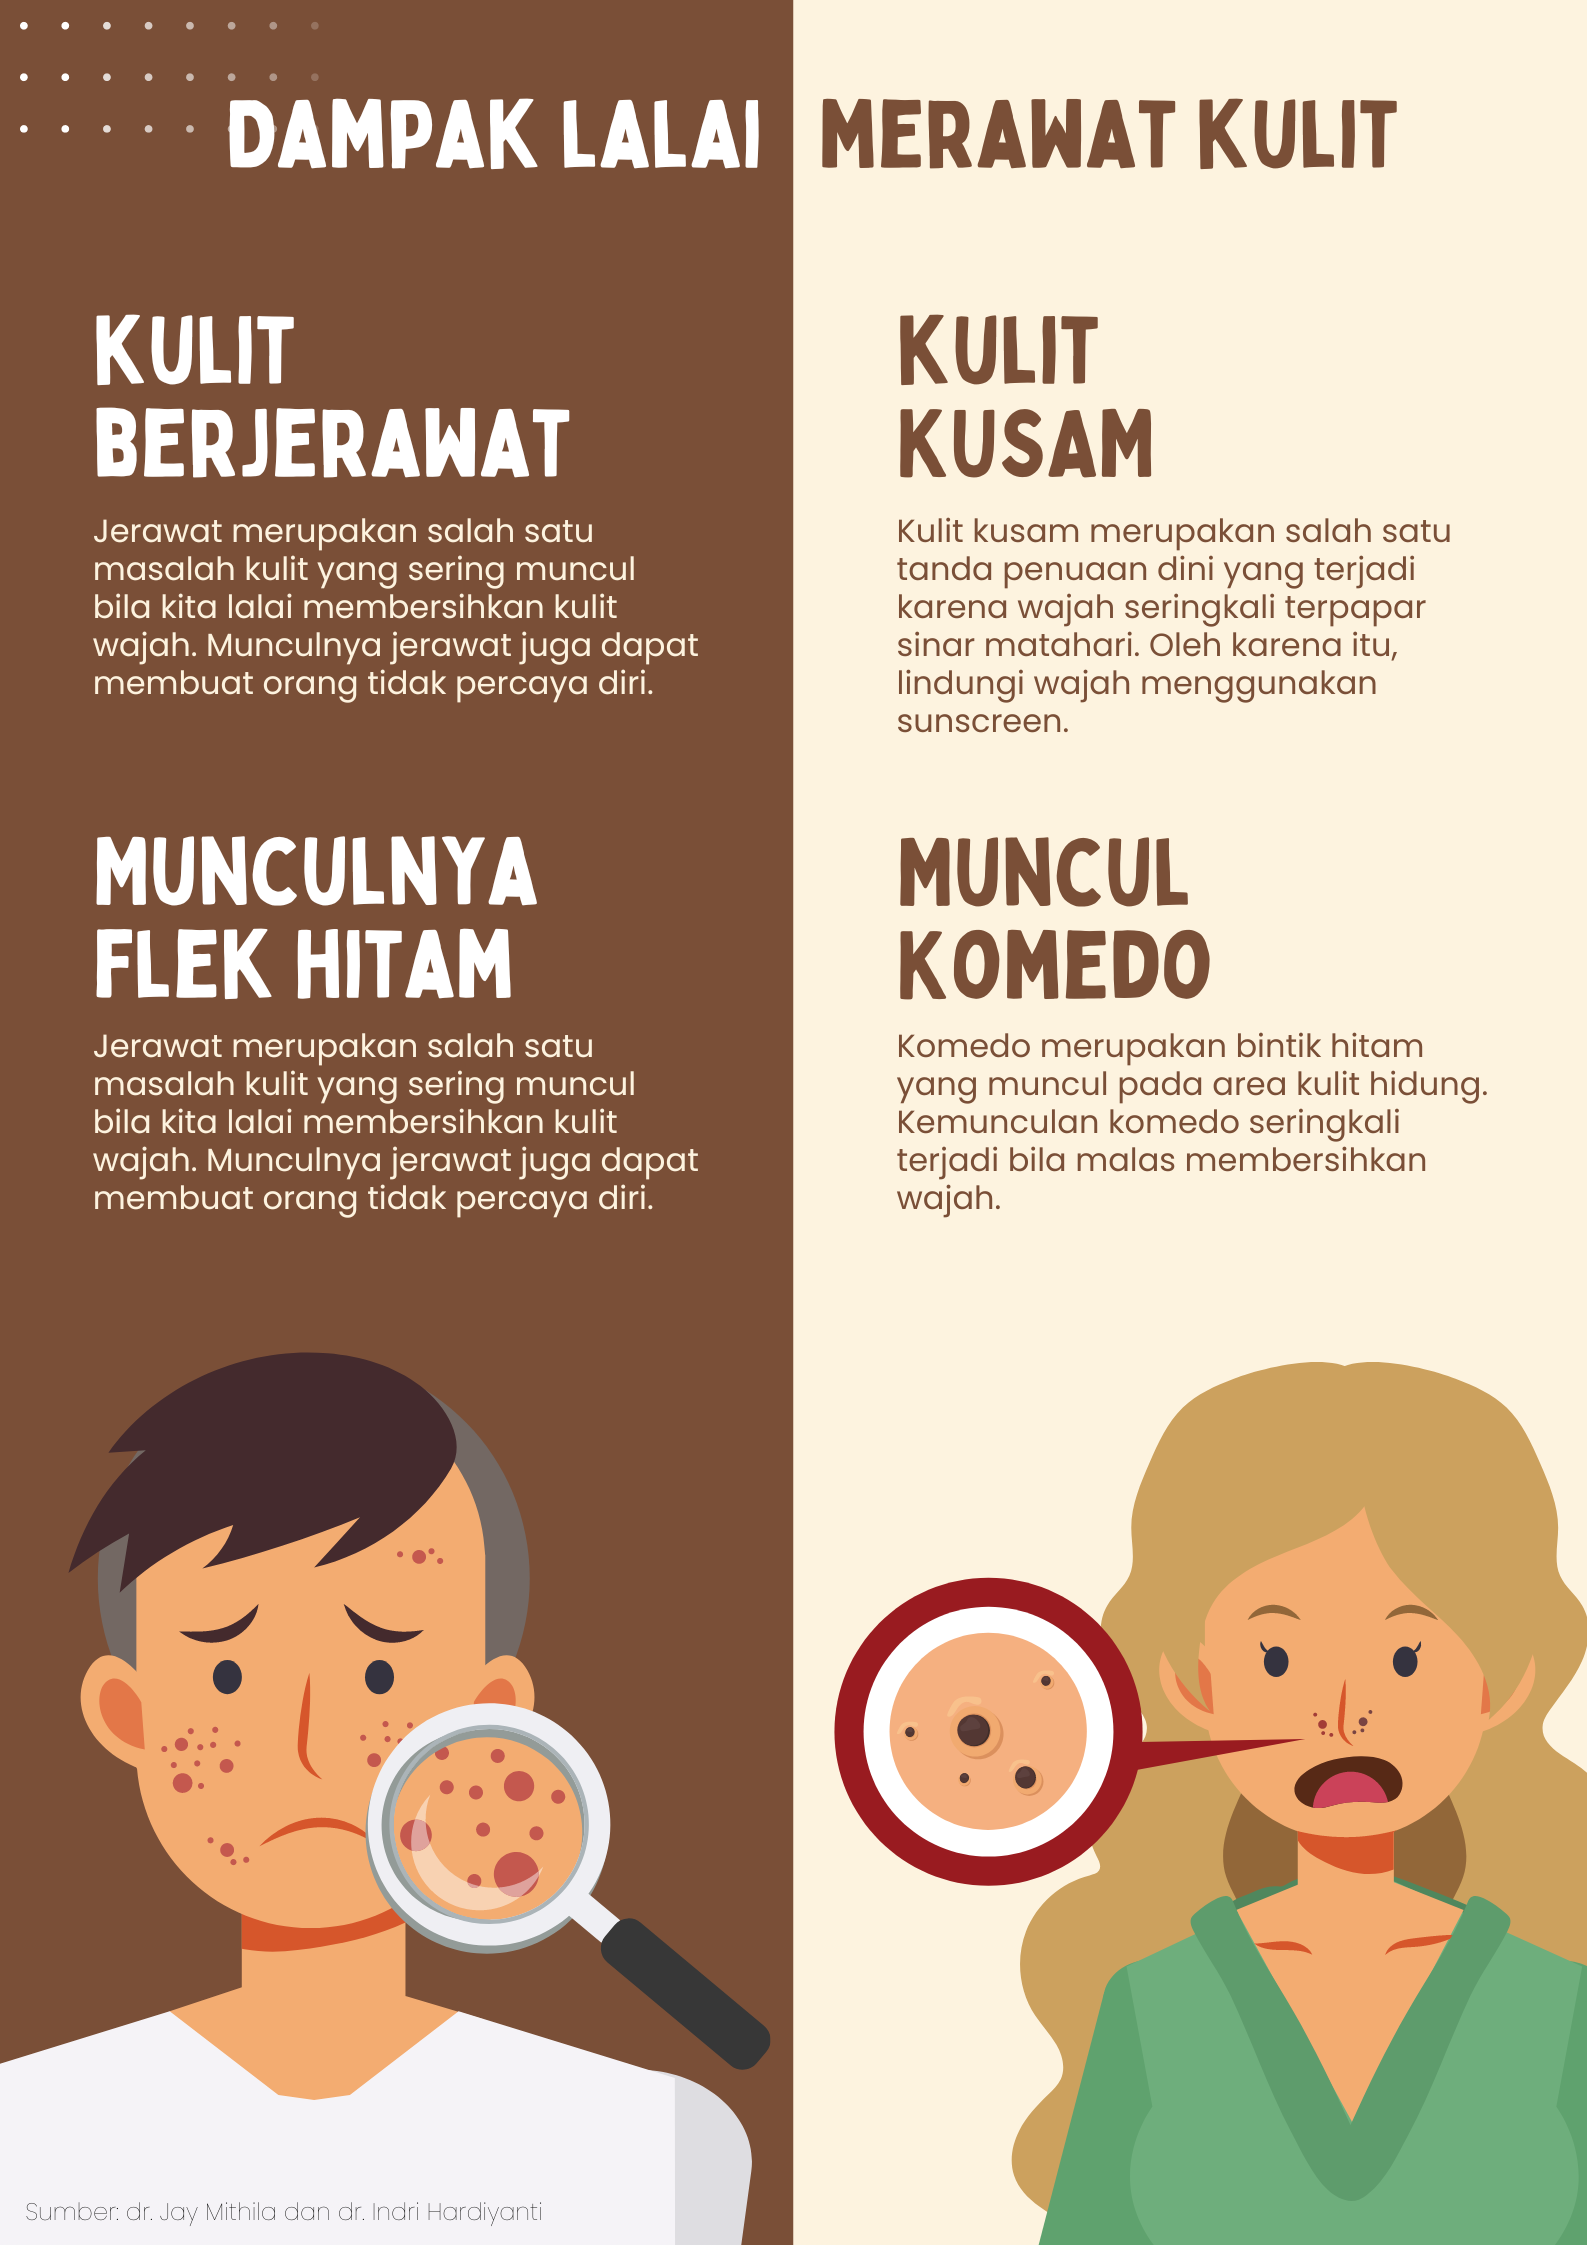 DAMPAK LALAI MERAWAT KULIT
KULIT
BERJERAWAT
Jerawat merupakan salah satu
masalah kulit yang sering muncul
bila kita lalai membersihkan kulit
wajah. Munculnya jerawat juga dapat
membuat orang tidak percaya diri.
MUNCULNYA
FLEK HITAM
Jerawat merupakan salah satu
masalah kulit yang sering muncul
bila kita lalai membersihkan kulit
wajah. Munculnya jerawat juga dapat
membuat orang tidak percaya diri.
KULIT
KUSAM
Kulit kusam merupakan salah satu
tanda penuaan dini yang terjadi
karena wajah seringkali terpapar
sinar matahari. Oleh karena itu,
lindungi wajah menggunakan
sunscreen.
MUNCUL
KOMEDO
Komedo merupakan bintik hitam
yang muncul pada area kulit hidung.
Kemunculan komedo seringkali
terjadi bila malas membersihkan
wajah.
Sumber: dr. Jay Mithila dan dr. Indri Hardiyanti